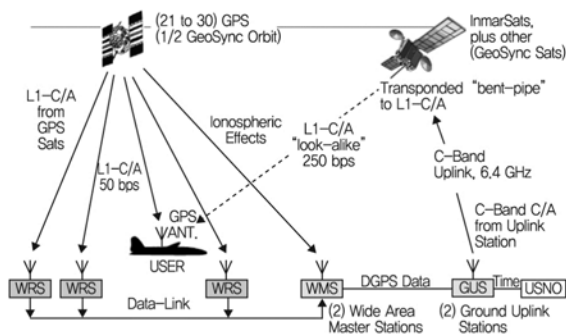 (21 to 30) GPS
(1/2 GeoSync Orbit)
InmarSats,
plus other
(GeoSync Sats)
L1-C/A
from
GPS
Sats
L1-C/A
50 bps
Ionospheric
Effects
L1-C/A
“look-alike”
250 bps
Transponded “bent-pipe”
to L1-C/A
C-Band
Uplink, 6.4 GHz
C-Band C/A
from Uplink
Station
GPS
ANT.
USER
WRS
WRS
WRS
WMS
DGPS Data
GUS
Time
USNO
Data-Link
(2) Wide Area
Master Stations
(2) Ground Uplink
Stations